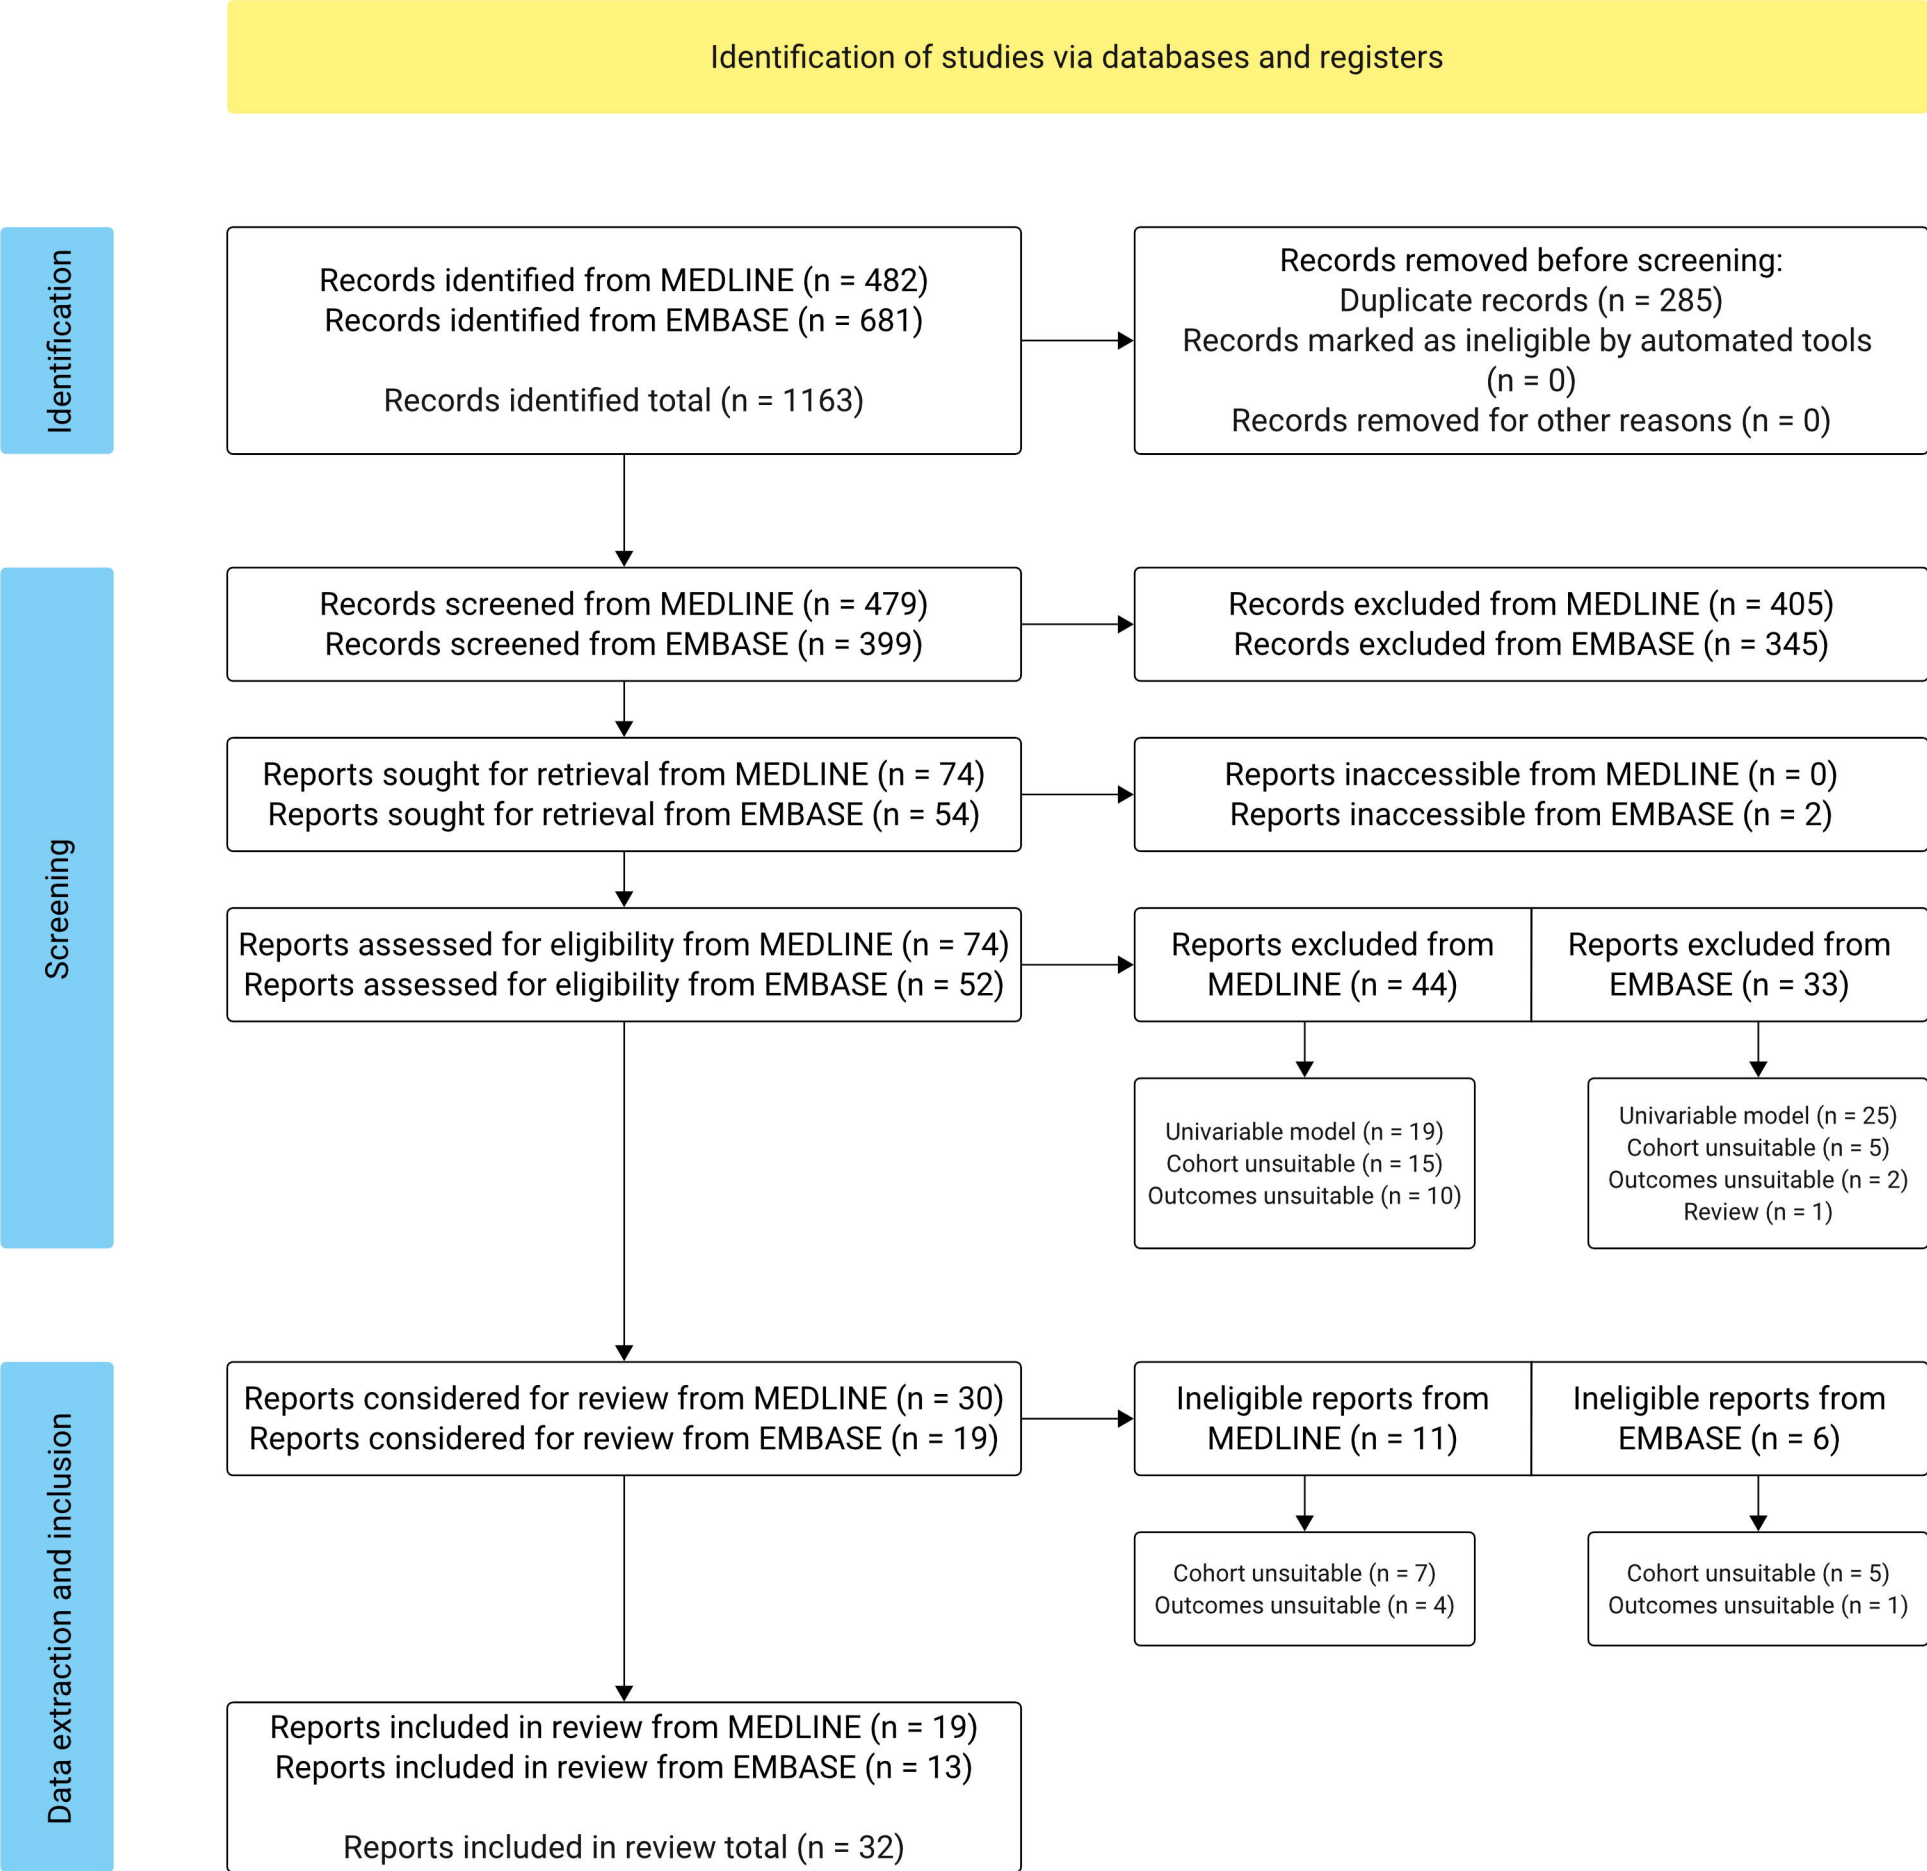 Identification of studies via databases and registers
Identification
Records identified from MEDLINE (n = 482)
Records identified from EMBASE (n = 681)
Records identified total (n = 1163)
Records removed before screening:
Duplicate records (n = 285)
Records marked as ineligible by automated tools
(n = 0)
Records removed for other reasons (n = 0)
Screening
Records screened from MEDLINE (n = 479)
Records screened from EMBASE (n = 399)
Records excluded from MEDLINE (n = 405)
Records excluded from EMBASE (n = 345)
Reports sought for retrieval from MEDLINE (n = 74)
Reports sought for retrieval from EMBASE (n = 54)
Reports inaccessible from MEDLINE (n = 0)
Reports inaccessible from EMBASE (n = 2)
Reports assessed for eligibility from MEDLINE (n = 74)
Reports assessed for eligibility from EMBASE (n = 52)
Reports excluded from
MEDLINE (n = 44)
Reports excluded from
EMBASE (n = 33)
Univariable model (n = 19)
Cohort unsuitable (n = 15)
Outcomes unsuitable (n = 10)
Univariable model (n = 25)
Cohort unsuitable (n = 5)
Outcomes unsuitable (n = 2)
Review (n = 1)
Data extraction and inclusion
Reports considered for review from MEDLINE (n = 30)
Reports considered for review from EMBASE (n = 19)
Ineligible reports from
MEDLINE (n = 11)
Ineligible reports from
EMBASE (n = 6)
Cohort unsuitable (n = 7)
Outcomes unsuitable (n = 4)
Cohort unsuitable (n = 5)
Outcomes unsuitable (n = 1)
Reports included in review from MEDLINE (n = 19)
Reports included in review from EMBASE (n = 13)
Reports included in review total (n = 32)